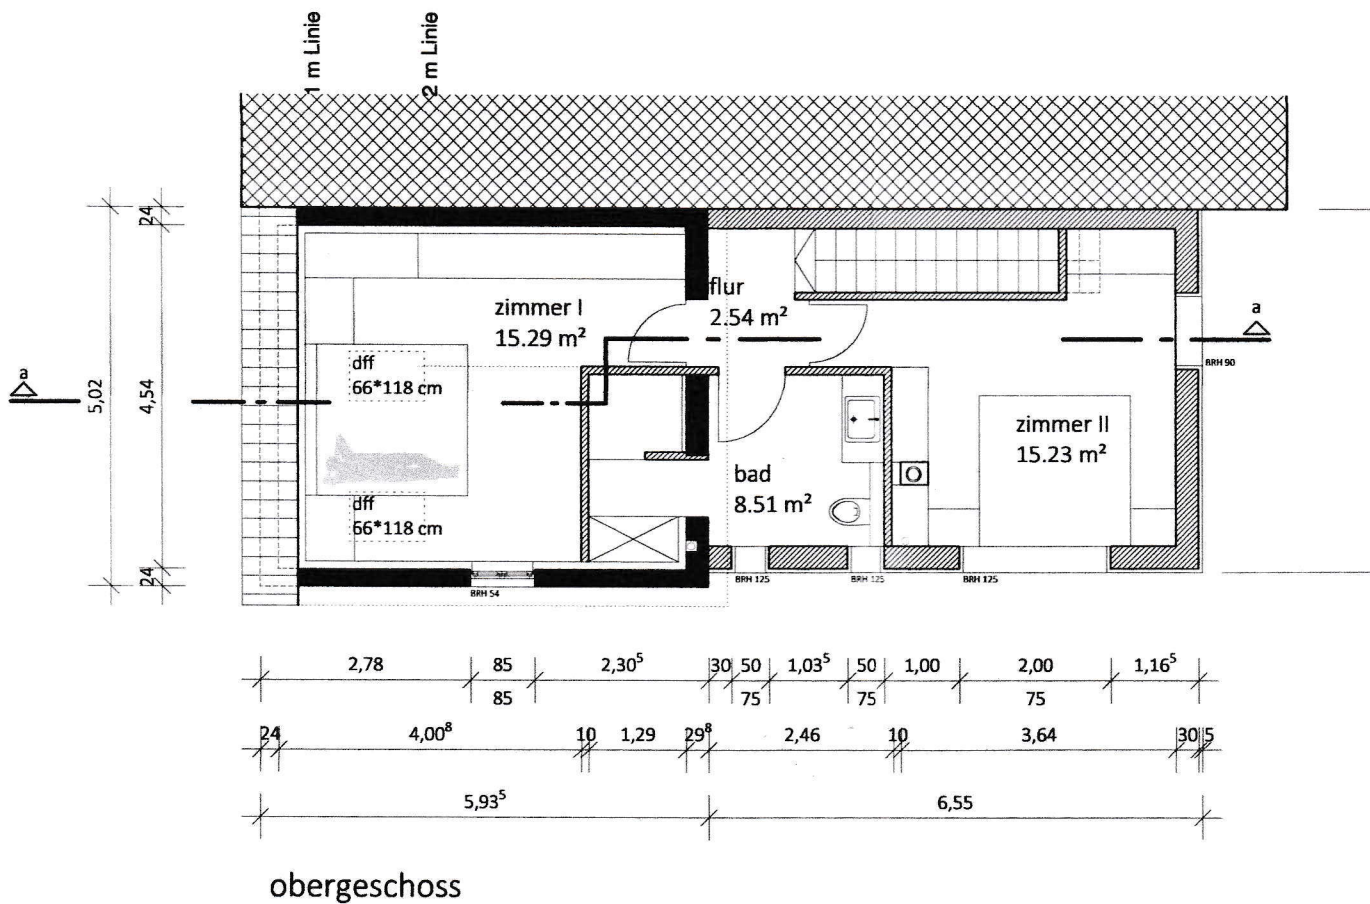 1 m Linie
2 m Linie
24
5,02
4,54
24
flur
2.54 m²
zimmer I
15.29 m²
a
a
BRH 90
dff
66*118 cm
zimmer II
15.23 m²
bad
8.51 m²
dff
66*118 cm
BRH 54
BRH 125
BRH 125
BRH 125
2,78 85 2,30⁵ 30 50 1,03⁵ 50 1,00 2,00 1,16⁵
85 75 75 75
24 4,00⁸ 10 1,29 29⁸ 2,46 10 3,64 30 5
5,93⁵ 6,55
obergeschoss